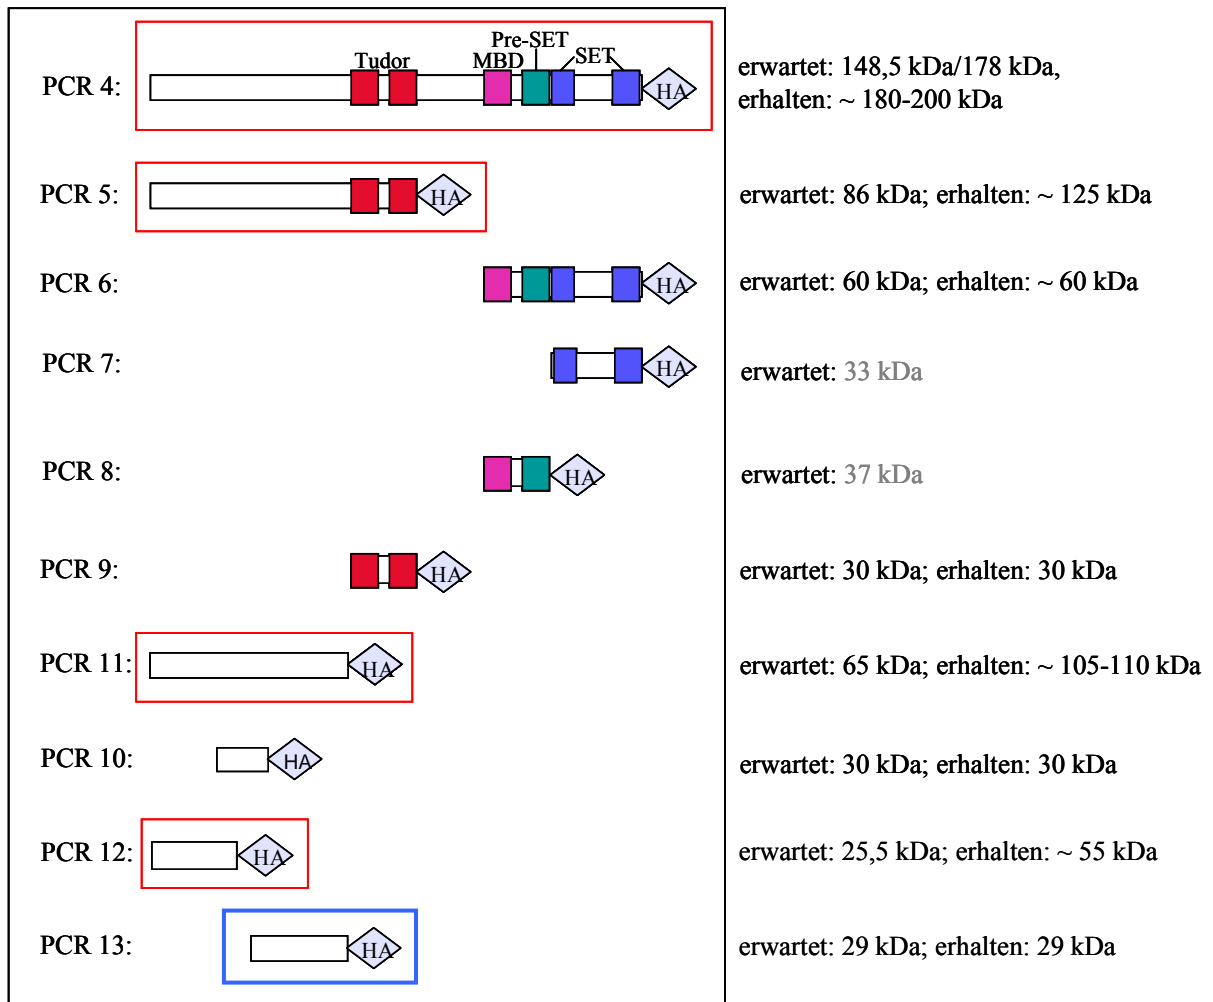 Pre-SET
Tudor MBD SET
PCR 4: HA erwartet: 148,5 kDa/178 kDa,
erhalten: ~ 180-200 kDa
PCR 5: HA erwartet: 86 kDa; erhalten: ~ 125 kDa
PCR 6: HA erwartet: 60 kDa; erhalten: ~ 60 kDa
PCR 7: HA erwartet: 33 kDa
PCR 8: HA erwartet: 37 kDa
PCR 9: HA erwartet: 30 kDa; erhalten: 30 kDa
PCR 11: HA erwartet: 65 kDa; erhalten: ~ 105-110 kDa
PCR 10: HA erwartet: 30 kDa; erhalten: 30 kDa
PCR 12: HA erwartet: 25,5 kDa; erhalten: ~ 55 kDa
PCR 13: HA erwartet: 29 kDa; erhalten: 29 kDa